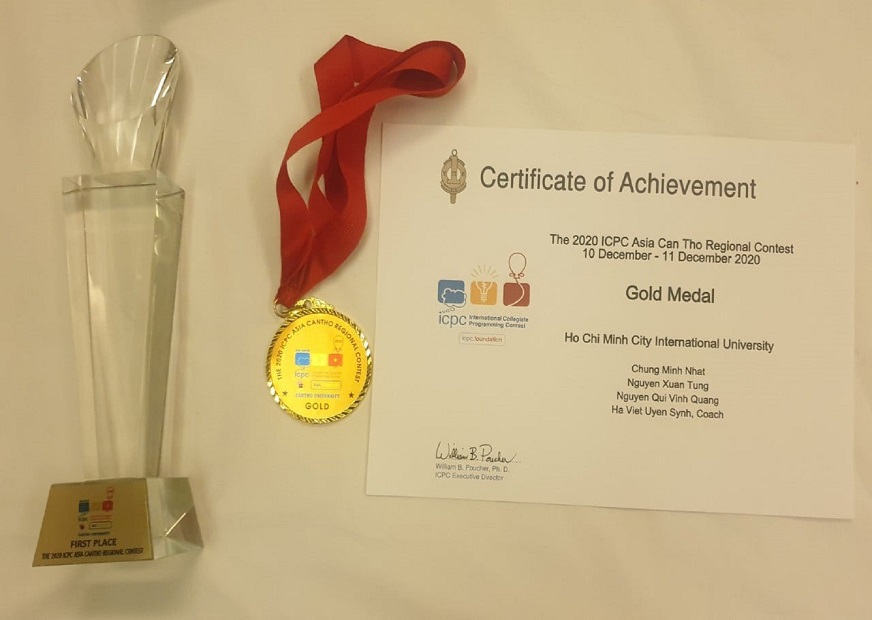 FIRST PLACE
THE 2020 ICPC ASIA CANTHO REGIONAL CONTEST
THE 2020 ICPC ASIA CANTHO REGIONAL CONTEST
icpc
CANTHO UNIVERSITY
GOLD
Certificate of Achievement
The 2020 ICPC Asia Can Tho Regional Contest
10 December - 11 December 2020
Gold Medal
icpc International Collegiate
Programming Contest
icpc.foundation
Ho Chi Minh City International University
Chung Minh Nhat
Nguyen Xuan Tung
Nguyen Qui Vinh Quang
Ha Viet Uyen Synh, Coach
William B. Poucher
William B. Poucher, Ph. D.
ICPC Executive Director